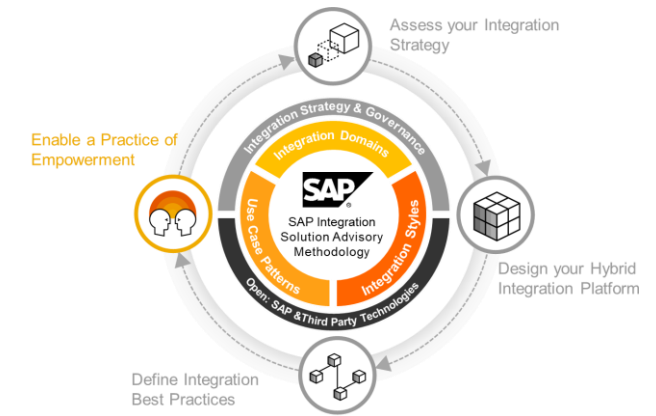 Assess your Integration
Strategy
Enable a Practice of
Empowerment
Integration Strategy & Governance
Integration Domains
SAP
SAP Integration
Solution Advisory
Methodology
Use Case Patterns
Integration Styles
Open: SAP &Third Party Technologies
Design your Hybrid
Integration Platform
Define Integration
Best Practices